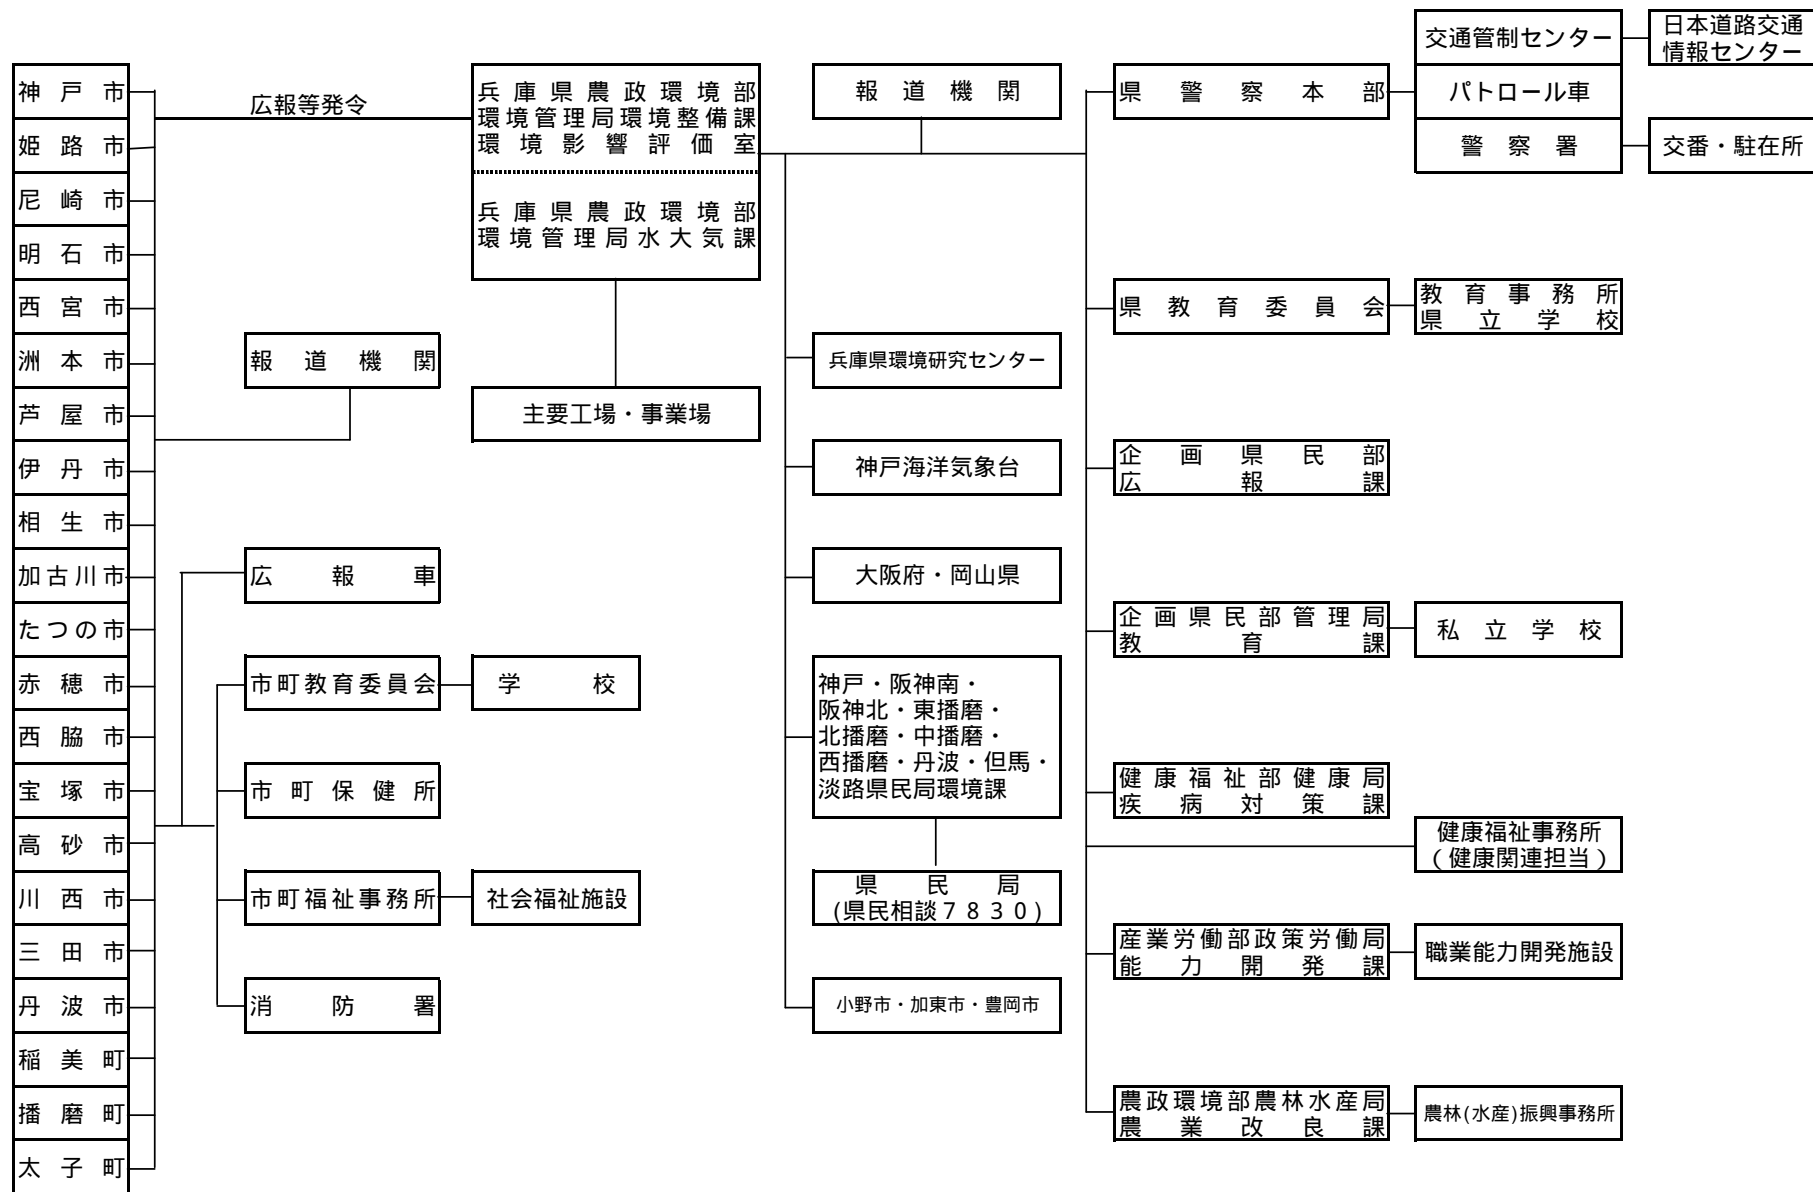 神戸市
姫路市
尼崎市
明石市
西宮市
洲本市
芦屋市
伊丹市
相生市
加古川市
たつの市
赤穂市
西脇市
宝塚市
高砂市
川西市
三田市
丹波市
稲美町
播磨町
太子町
広報等発令
報道機関
広報車
市町教育委員会
学校
市町保健所
市町福祉事務所
社会福祉施設
消防署
兵庫県農政環境部
環境管理局環境整備課
環境影響評価室
兵庫県農政環境部
環境管理局水大気課
主要工場・事業場
報道機関
兵庫県環境研究センター
神戸海洋気象台
大阪府・岡山県
神戸・阪神南・
阪神北・東播磨・
北播磨・中播磨・
西播磨・丹波・但馬・
淡路県民局環境課
県民局
(県民相談7830)
小野市・加東市・豊岡市
県警察本部
交通管制センター
日本道路交通
情報センター
パトロール車
警察署
交番・駐在所
県教育委員会
教育事務所
県立学校
企画県民部
広報課
企画県民部管理局
教育課
私立学校
健康福祉部健康局
疾病対策課
健康福祉事務所
(健康関連担当)
産業労働部政策労働局
能力開発課
職業能力開発施設
農政環境部農林水産局
農業改良課
農林(水産)振興事務所